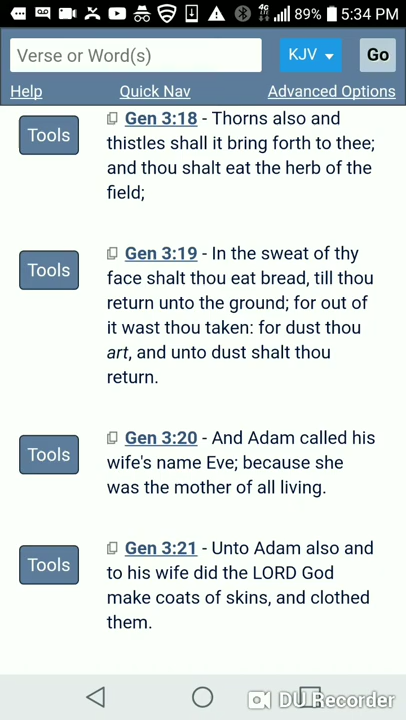 4G
89% 5:34 PM
Verse or Word(s) KJV Go
Help Quick Nav Advanced Options
Tools Gen 3:18 - Thorns also and
thistles shall it bring forth to thee;
and thou shalt eat the herb of the
field;
Tools Gen 3:19 - In the sweat of thy
face shalt thou eat bread, till thou
return unto the ground; for out of
it wast thou taken: for dust thou
art, and unto dust shalt thou
return.
Tools Gen 3:20 - And Adam called his
wife's name Eve; because she
was the mother of all living.
Tools Gen 3:21 - Unto Adam also and
to his wife did the LORD God
make coats of skins, and clothed
them.
DU Recorder